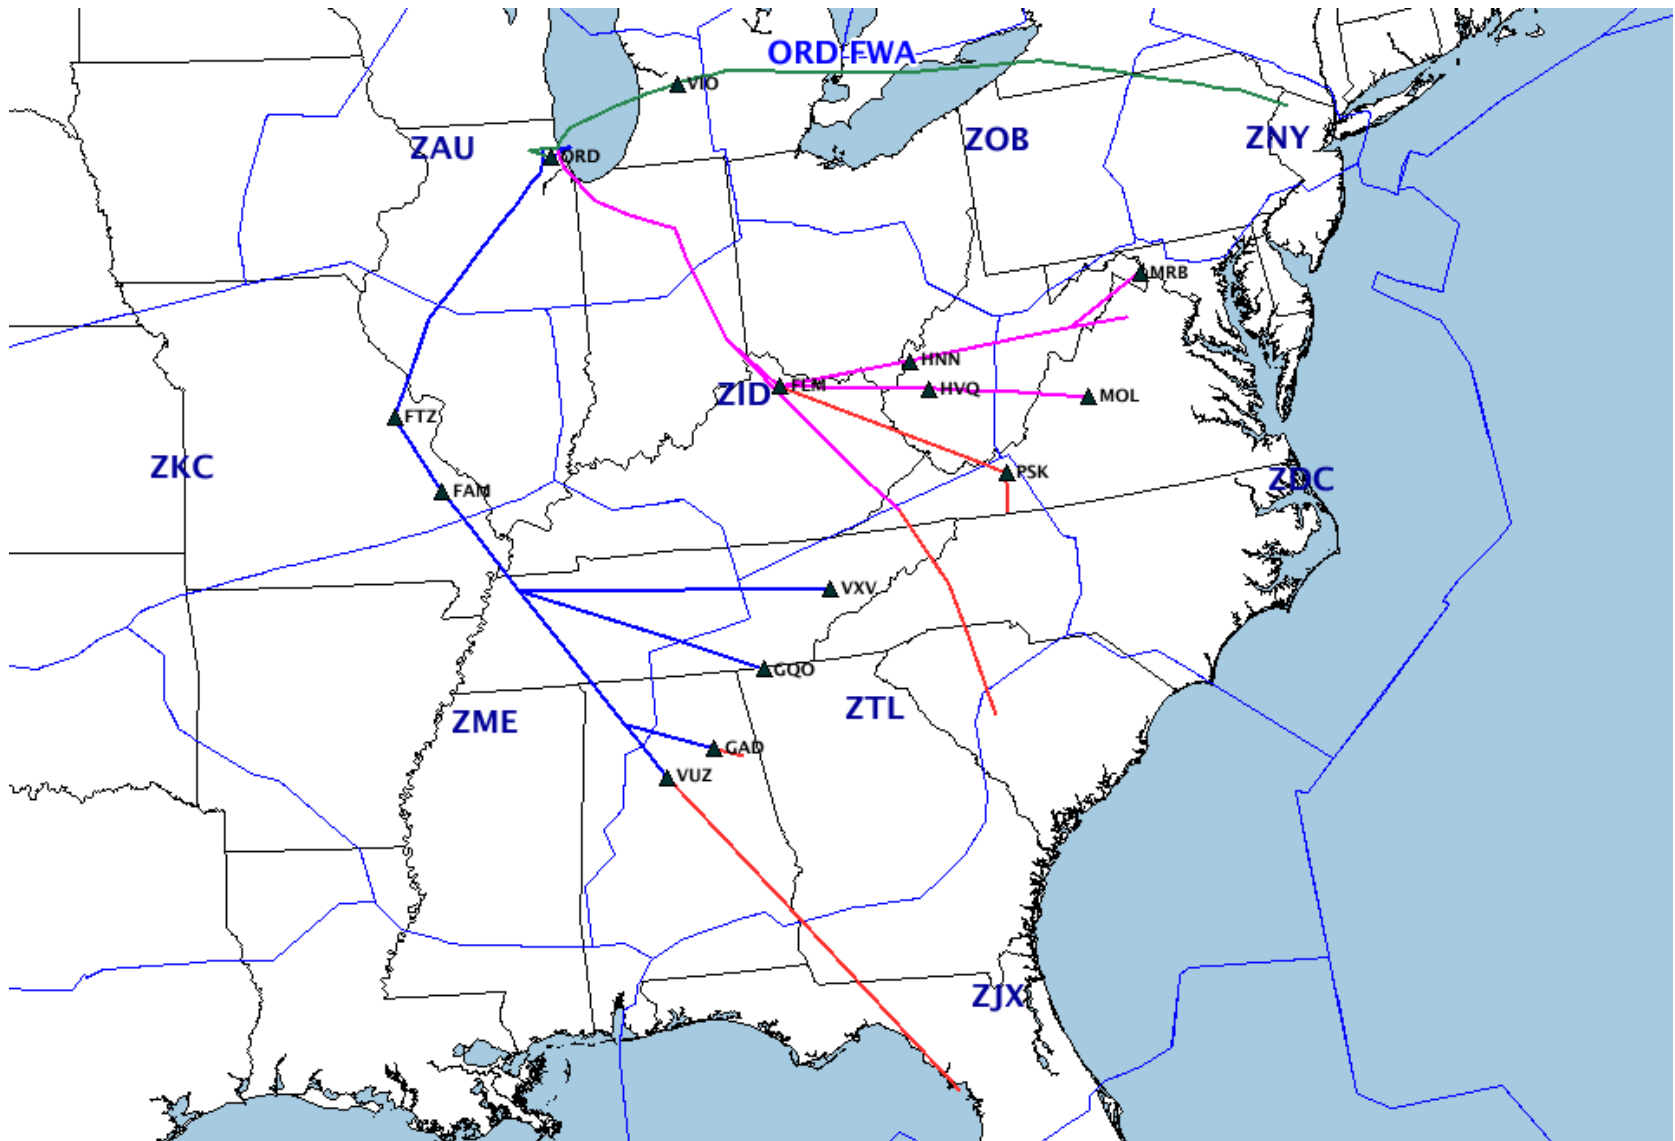 ORD FWA
VIO
ZAU
ZOB
ZNY
ORD
MRB
HNN
FLM
ZID
HVQ
MOL
FTZ
ZKC
PSK
ZDC
FAM
VXV
GQO
ZTL
ZME
GAD
VUZ
ZJX